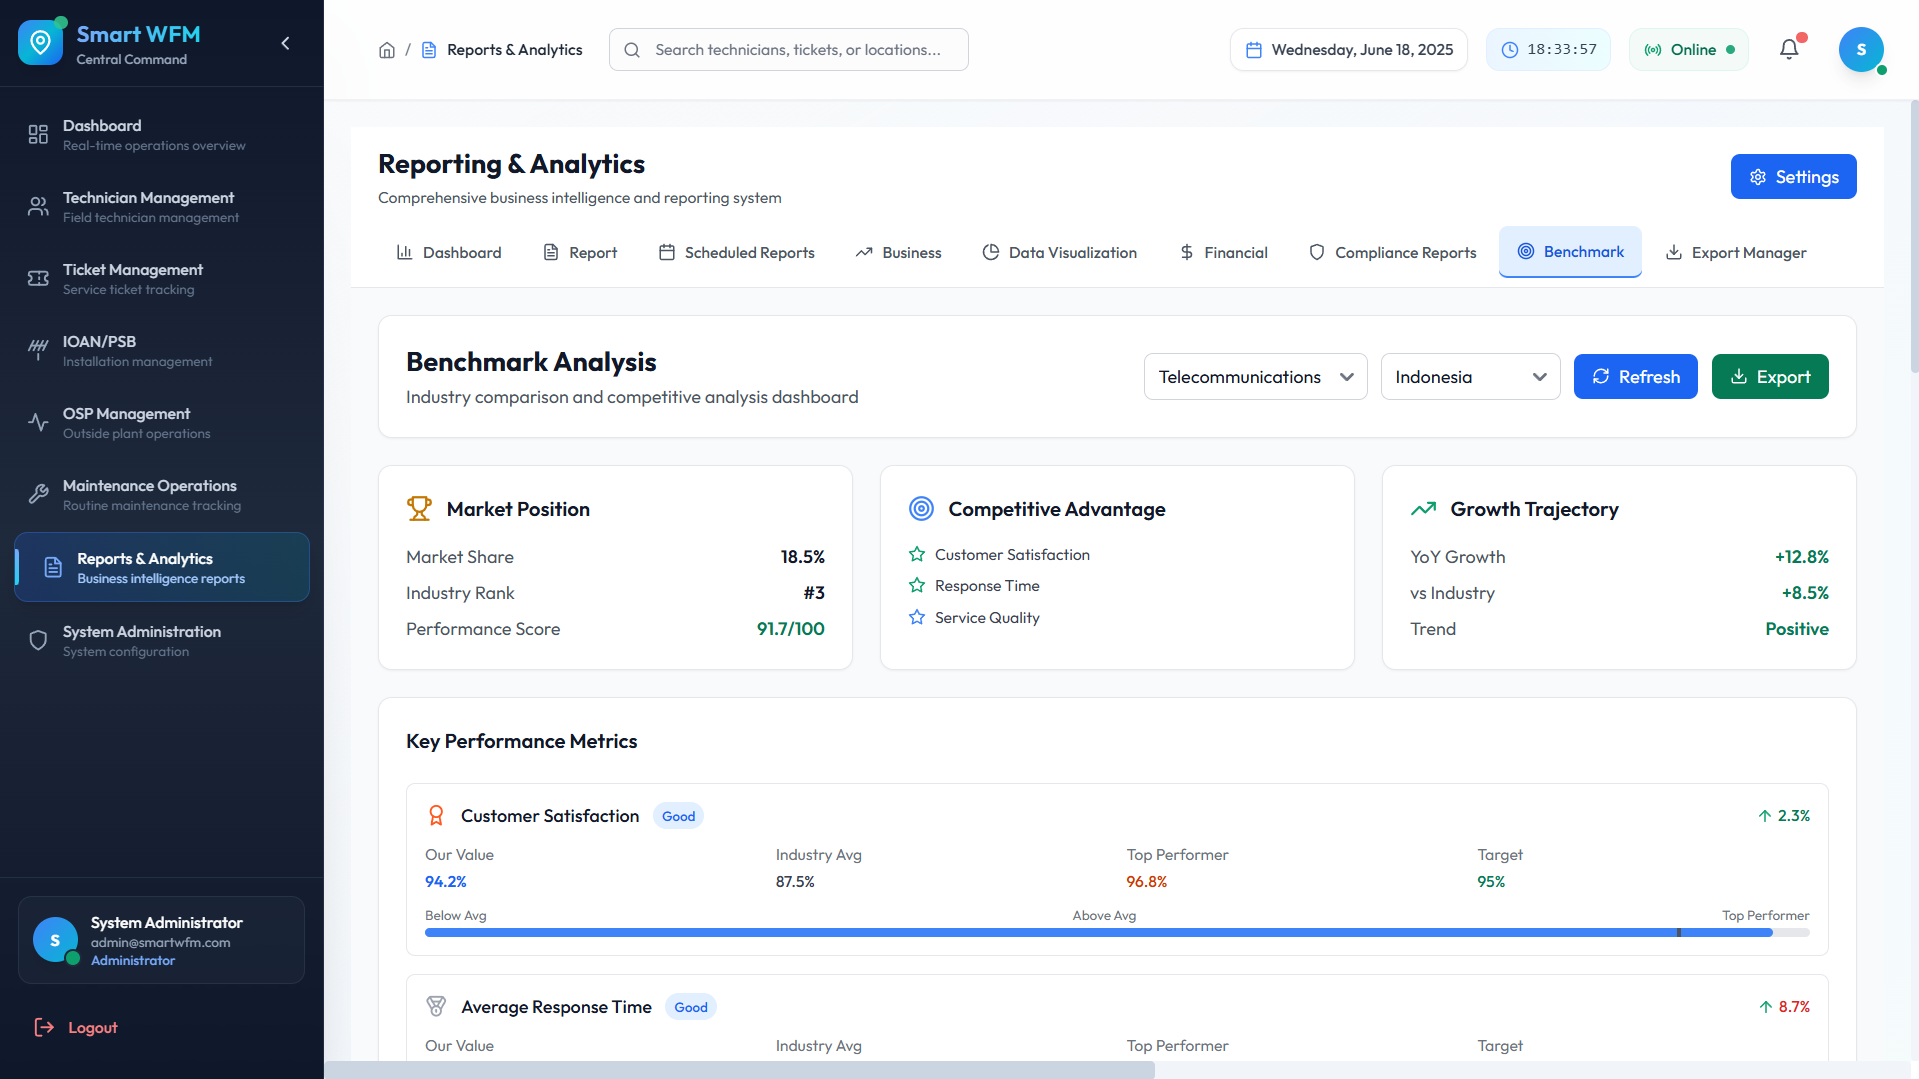 Smart WFM
Central Command
Dashboard
Real-time operations overview
Technician Management
Field technician management
Ticket Management
Service ticket tracking
IOAN/PSB
Installation management
OSP Management
Outside plant operations
Maintenance Operations
Routine maintenance tracking
Reports & Analytics
Business intelligence reports
System Administration
System configuration
S
System Administrator
admin@smartwfm.com
Administrator
Logout
/ Reports & Analytics
Search technicians, tickets, or locations...
Wednesday, June 18, 2025
18:33:57
Online
S
Reporting & Analytics
Comprehensive business intelligence and reporting system
Settings
Dashboard Report Scheduled Reports Business Data Visualization Financial Compliance Reports Benchmark Export Manager
Benchmark Analysis
Industry comparison and competitive analysis dashboard
Telecommunications
Indonesia
Refresh
Export
Market Position
Market Share 18.5%
Industry Rank #3
Performance Score 91.7/100
Competitive Advantage
Customer Satisfaction
Response Time
Service Quality
Growth Trajectory
YoY Growth +12.8%
vs Industry +8.5%
Trend Positive
Key Performance Metrics
Customer Satisfaction Good 2.3%
Our Value Industry Avg Top Performer Target
94.2% 87.5% 96.8% 95%
Below Avg Above Avg Top Performer
Average Response Time Good 8.7%
Our Value Industry Avg Top Performer Target